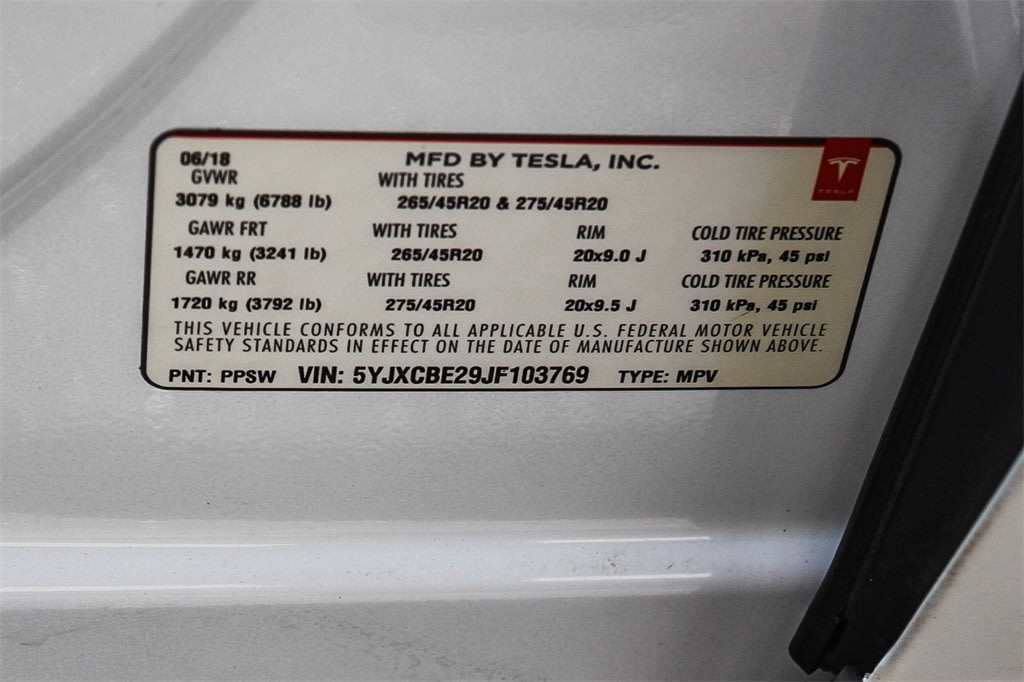 06/18 MFD BY TESLA, INC.
GVWR WITH TIRES
3079 kg (6788 lb) 265/45R20 & 275/45R20
GAWR FRT WITH TIRES RIM COLD TIRE PRESSURE
1470 kg (3241 lb) 265/45R20 20x9.0 J 310 kPa, 45 psi
GAWR RR WITH TIRES RIM COLD TIRE PRESSURE
1720 kg (3792 lb) 275/45R20 20x9.5 J 310 kPa, 45 psi
THIS VEHICLE CONFORMS TO ALL APPLICABLE U.S. FEDERAL MOTOR VEHICLE
SAFETY STANDARDS IN EFFECT ON THE DATE OF MANUFACTURE SHOWN ABOVE.
PNT: PPSW VIN: 5YJXCBE29JF103769 TYPE: MPV
TESLA